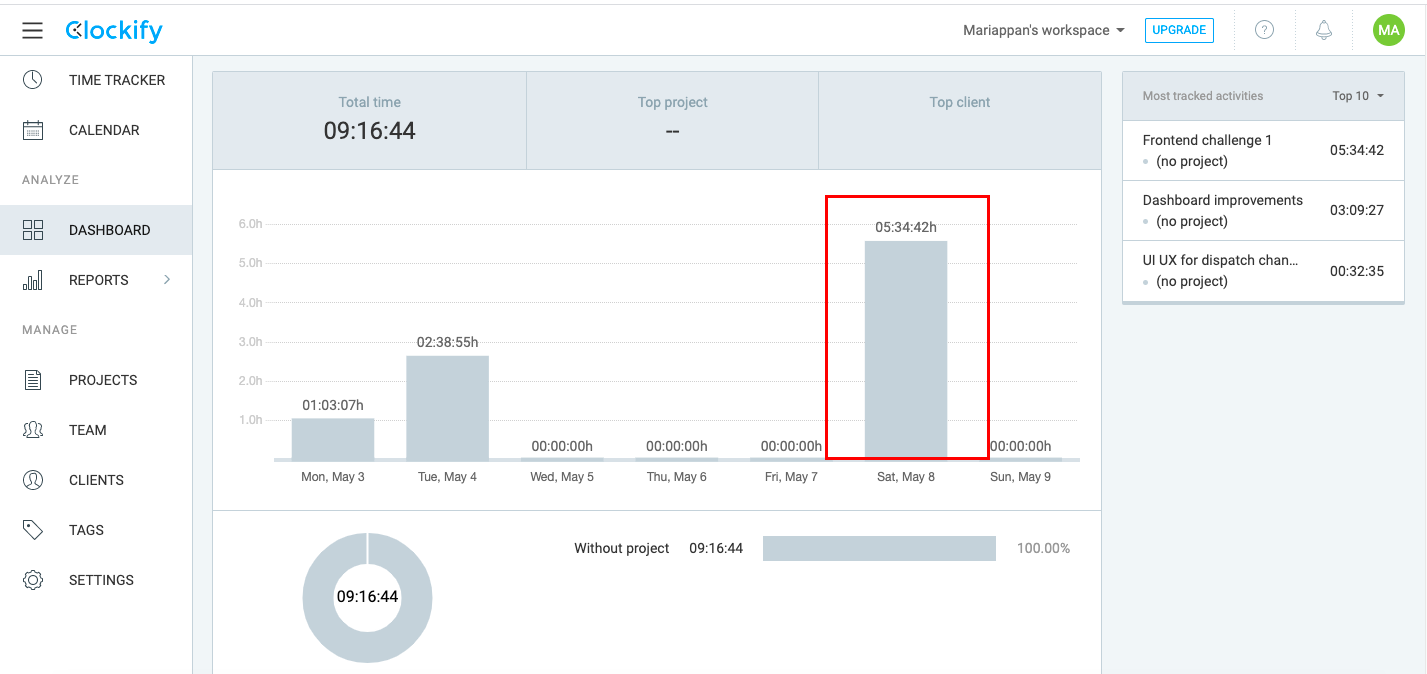 Clockify
Mariappan's workspace
UPGRADE
?
MA
TIME TRACKER
CALENDAR
ANALYZE
DASHBOARD
REPORTS
MANAGE
PROJECTS
TEAM
CLIENTS
TAGS
SETTINGS
Total time
09:16:44
Top project
--
Top client
6.0h
5.0h
4.0h
3.0h
2.0h
1.0h
01:03:07h
02:38:55h
00:00:00h
00:00:00h
00:00:00h
05:34:42h
00:00:00h
Mon, May 3
Tue, May 4
Wed, May 5
Thu, May 6
Fri, May 7
Sat, May 8
Sun, May 9
09:16:44
Without project 09:16:44 100.00%
Most tracked activities Top 10
Frontend challenge 1
(no project)
05:34:42
Dashboard improvements
(no project)
03:09:27
UI UX for dispatch chan...
(no project)
00:32:35